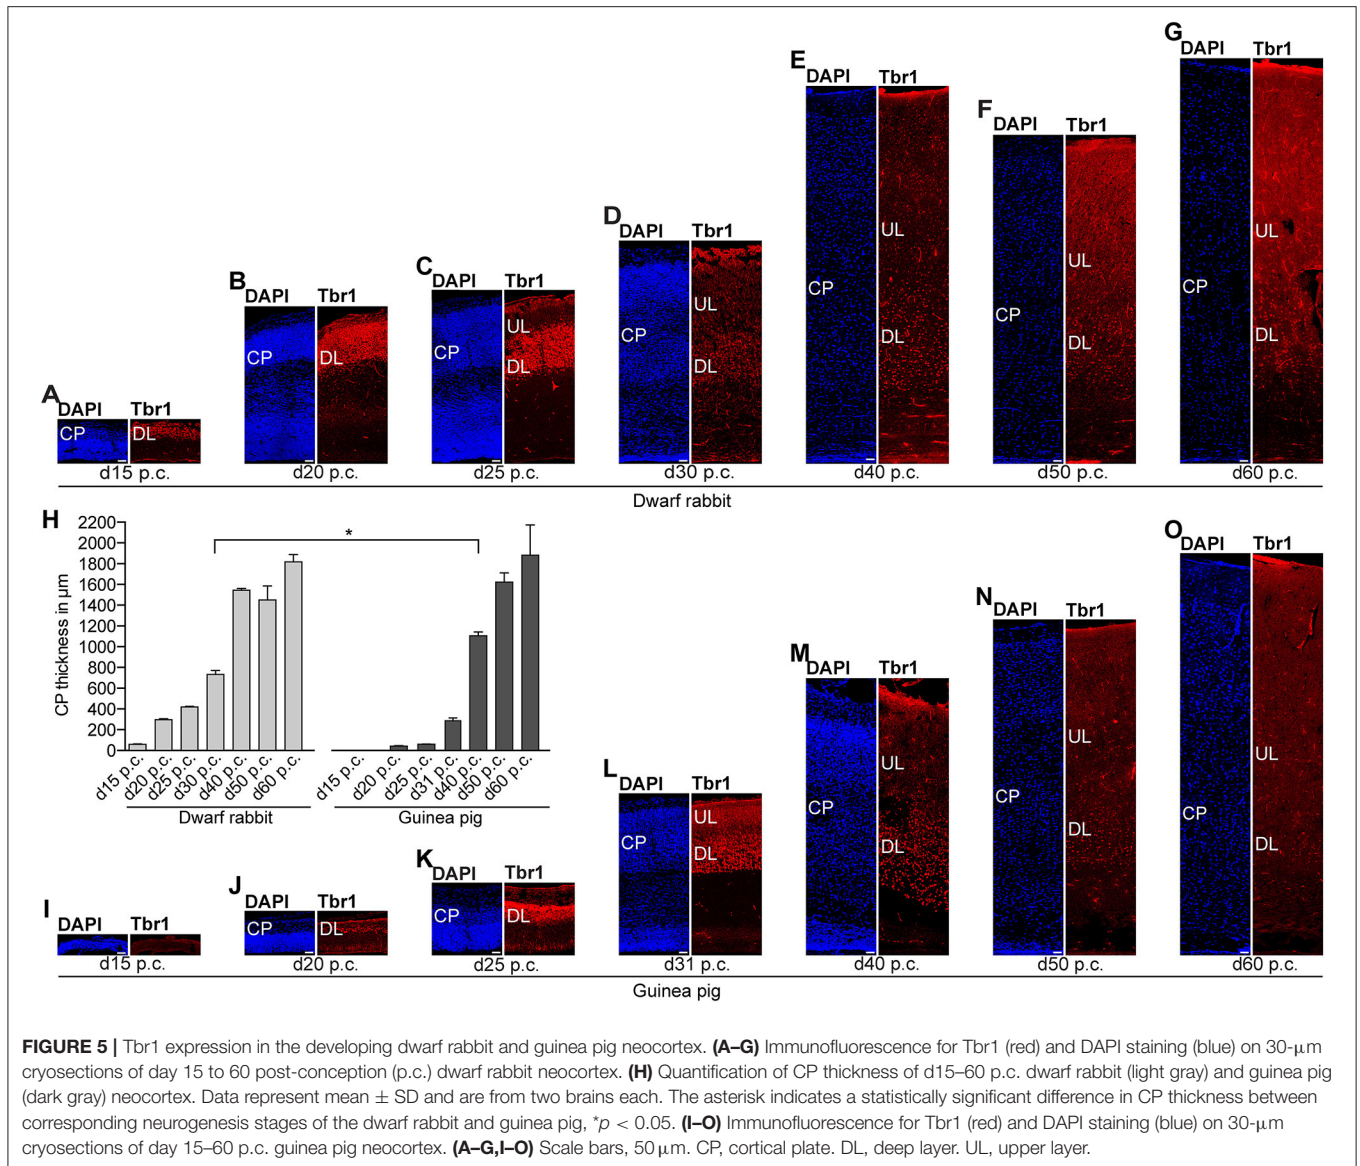 A
DAPI Tbr1
CP DL
d15 p.c.
B
DAPI Tbr1
CP DL
d20 p.c.
C
DAPI Tbr1
UL
CP DL
d25 p.c.
D
DAPI Tbr1
UL
CP
DL
d30 p.c.
E
DAPI Tbr1
UL
CP
DL
d40 p.c.
F
DAPI Tbr1
UL
CP
DL
d50 p.c.
G
DAPI Tbr1
UL
CP
DL
d60 p.c.
Dwarf rabbit
H
CP thickness in µm
2200
2000
1800
1600
1400
1200
1000
800
600
400
200
0
*
d15 p.c.
d20 p.c.
d25 p.c.
d30 p.c.
d40 p.c.
d50 p.c.
d60 p.c.
Dwarf rabbit
d15 p.c.
d20 p.c.
d25 p.c.
d31 p.c.
d40 p.c.
d50 p.c.
d60 p.c.
Guinea pig
I
DAPI Tbr1
d15 p.c.
J
DAPI Tbr1
CP DL
d20 p.c.
K
DAPI Tbr1
CP DL
d25 p.c.
L
DAPI Tbr1
UL
CP
DL
d31 p.c.
M
DAPI Tbr1
UL
CP
DL
d40 p.c.
N
DAPI Tbr1
UL
CP
DL
d50 p.c.
O
DAPI Tbr1
UL
CP
DL
d60 p.c.
Guinea pig
FIGURE 5 | Tbr1 expression in the developing dwarf rabbit and guinea pig neocortex. (A–G) Immunofluorescence for Tbr1 (red) and DAPI staining (blue) on 30-µm
cryosections of day 15 to 60 post-conception (p.c.) dwarf rabbit neocortex. (H) Quantification of CP thickness of d15–60 p.c. dwarf rabbit (light gray) and guinea pig
(dark gray) neocortex. Data represent mean ± SD and are from two brains each. The asterisk indicates a statistically significant difference in CP thickness between
corresponding neurogenesis stages of the dwarf rabbit and guinea pig, *p < 0.05. (I–O) Immunofluorescence for Tbr1 (red) and DAPI staining (blue) on 30-µm
cryosections of day 15–60 p.c. guinea pig neocortex. (A–G,I–O) Scale bars, 50 µm. CP, cortical plate. DL, deep layer. UL, upper layer.